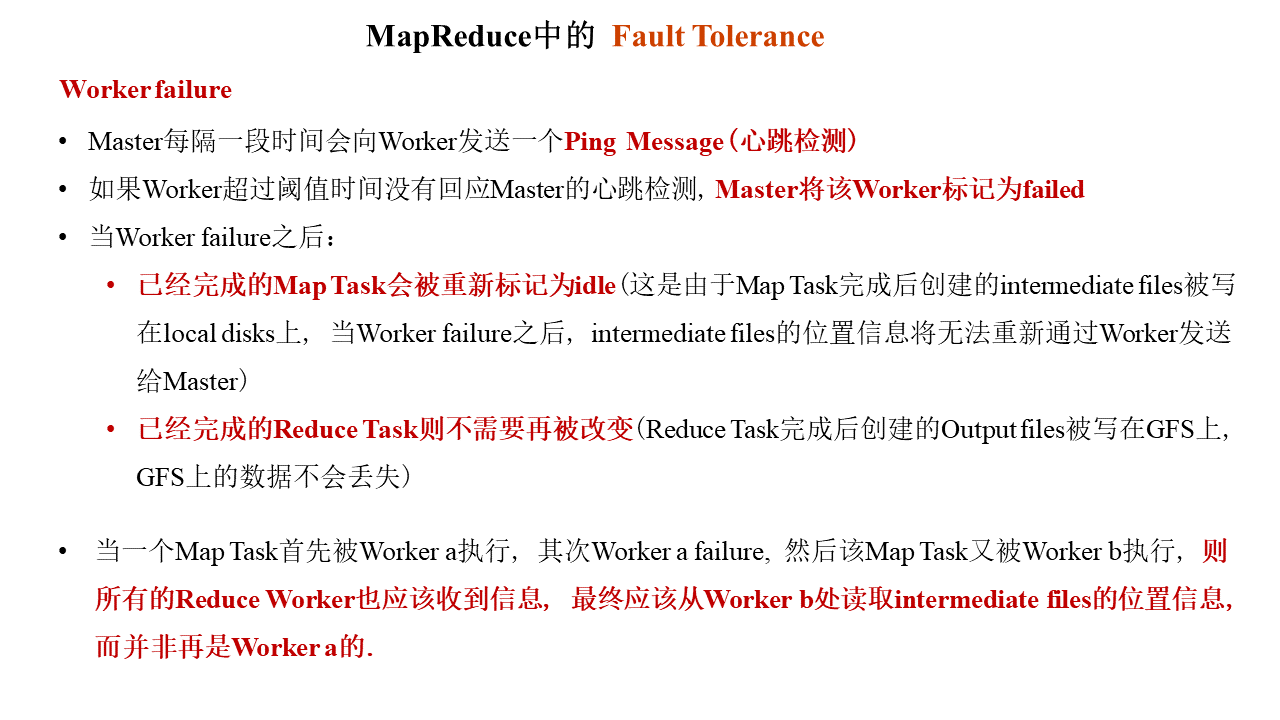 MapReduce中的 Fault Tolerance
Worker failure
• Master每隔一段时间会向Worker发送一个Ping Message(心跳检测)
• 如果Worker超过阈值时间没有回应Master的心跳检测, Master将该Worker标记为failed
• 当Worker failure之后：
• 已经完成的Map Task会被重新标记为idle(这是由于Map Task完成后创建的intermediate files被写
在local disks上, 当Worker failure之后, intermediate files的位置信息将无法重新通过Worker发送
给Master)
• 已经完成的Reduce Task则不需要再被改变(Reduce Task完成后创建的Output files被写在GFS上,
GFS上的数据不会丢失)
• 当一个Map Task首先被Worker a执行, 其次Worker a failure, 然后该Map Task又被Worker b执行, 则
所有的Reduce Worker也应该收到信息, 最终应该从Worker b处读取intermediate files的位置信息,
而并非再是Worker a的.